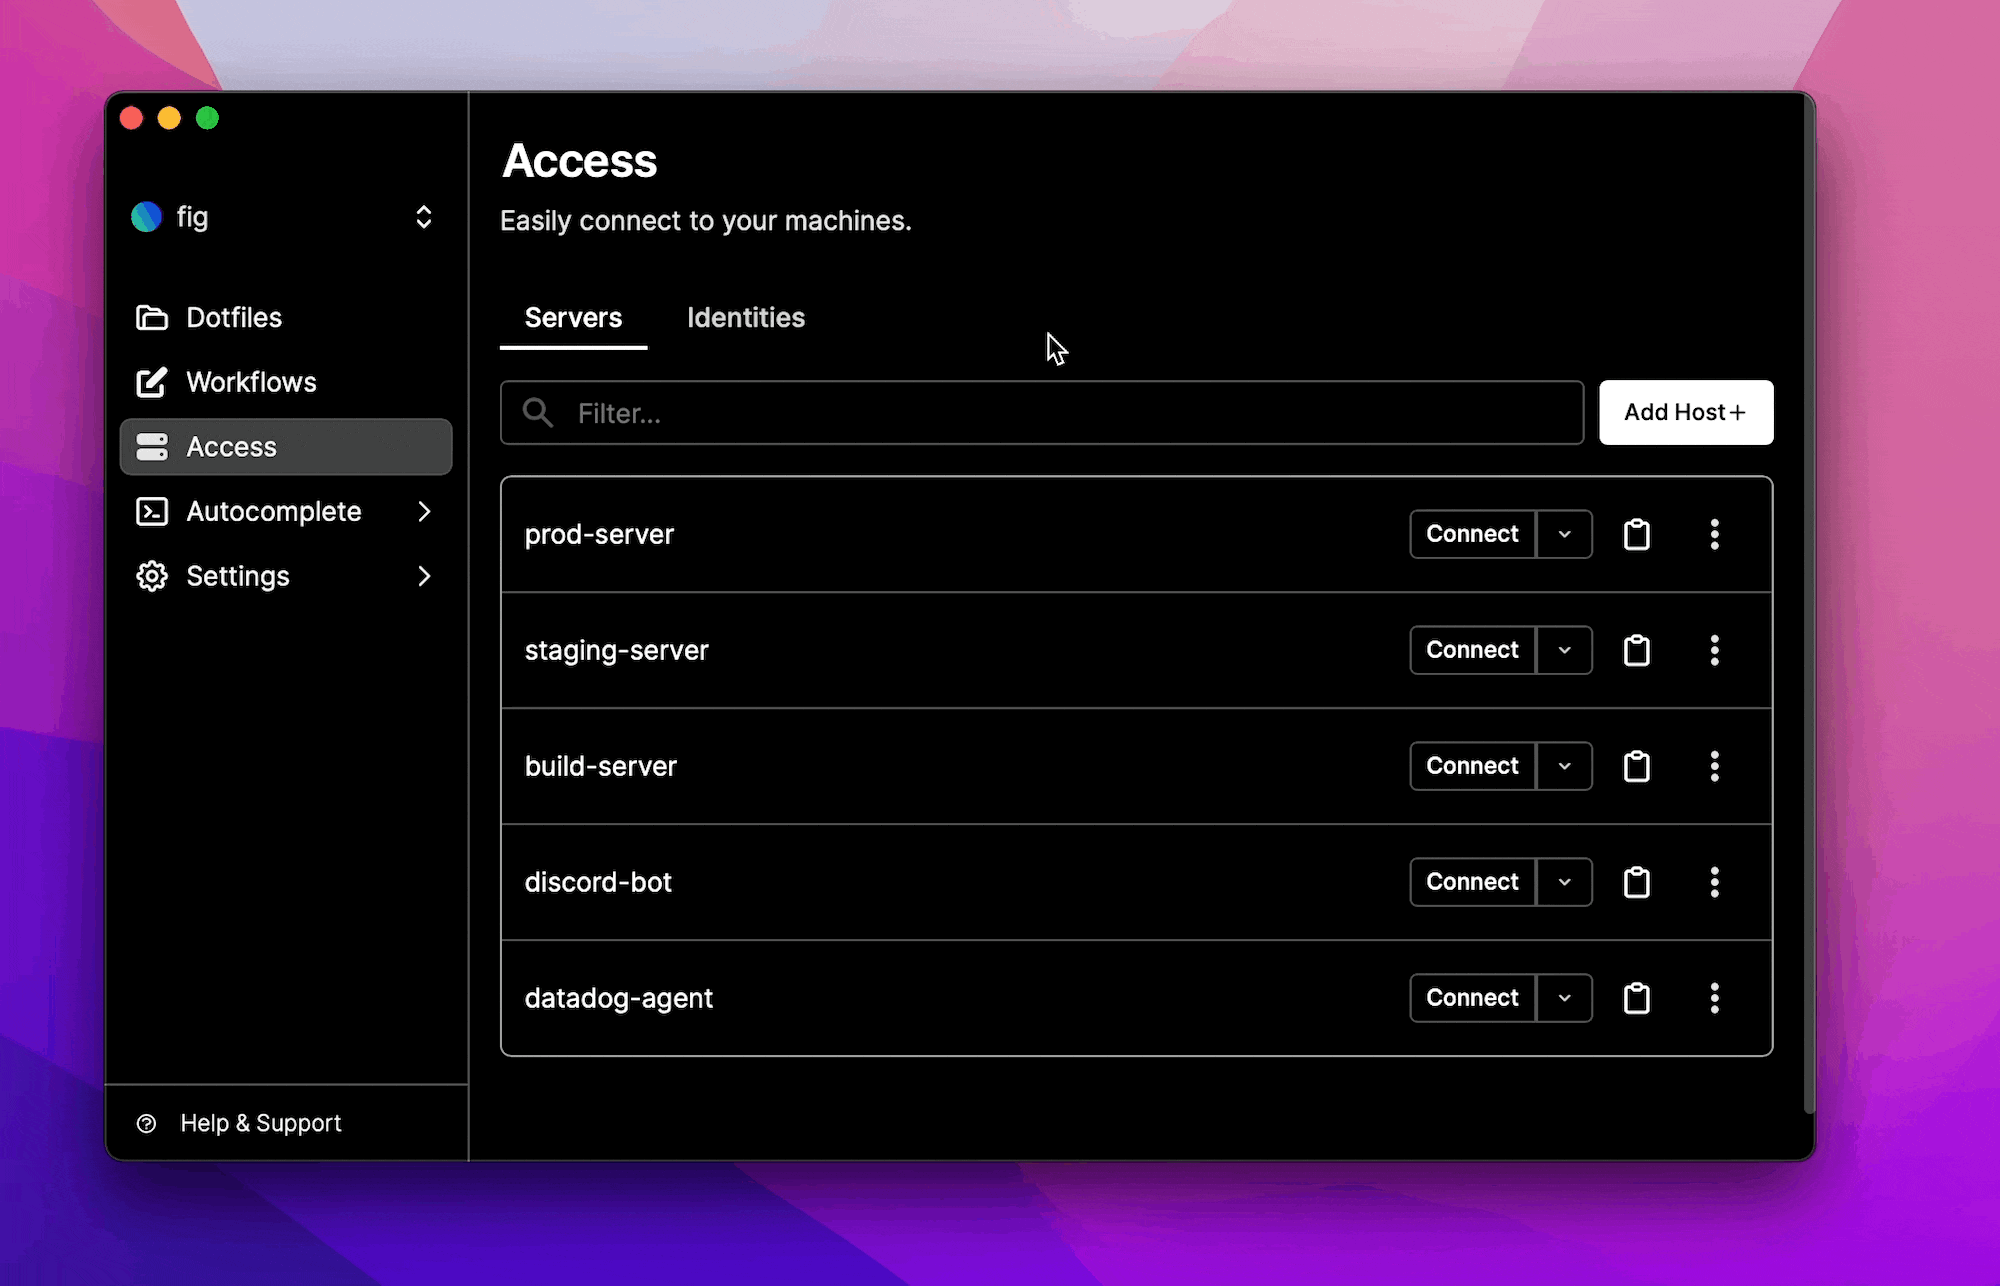 fig
Dotfiles
Workflows
Access
Autocomplete
Settings
Help & Support
Access
Easily connect to your machines.
Servers Identities
Filter... Add Host+
prod-server Connect
staging-server Connect
build-server Connect
discord-bot Connect
datadog-agent Connect